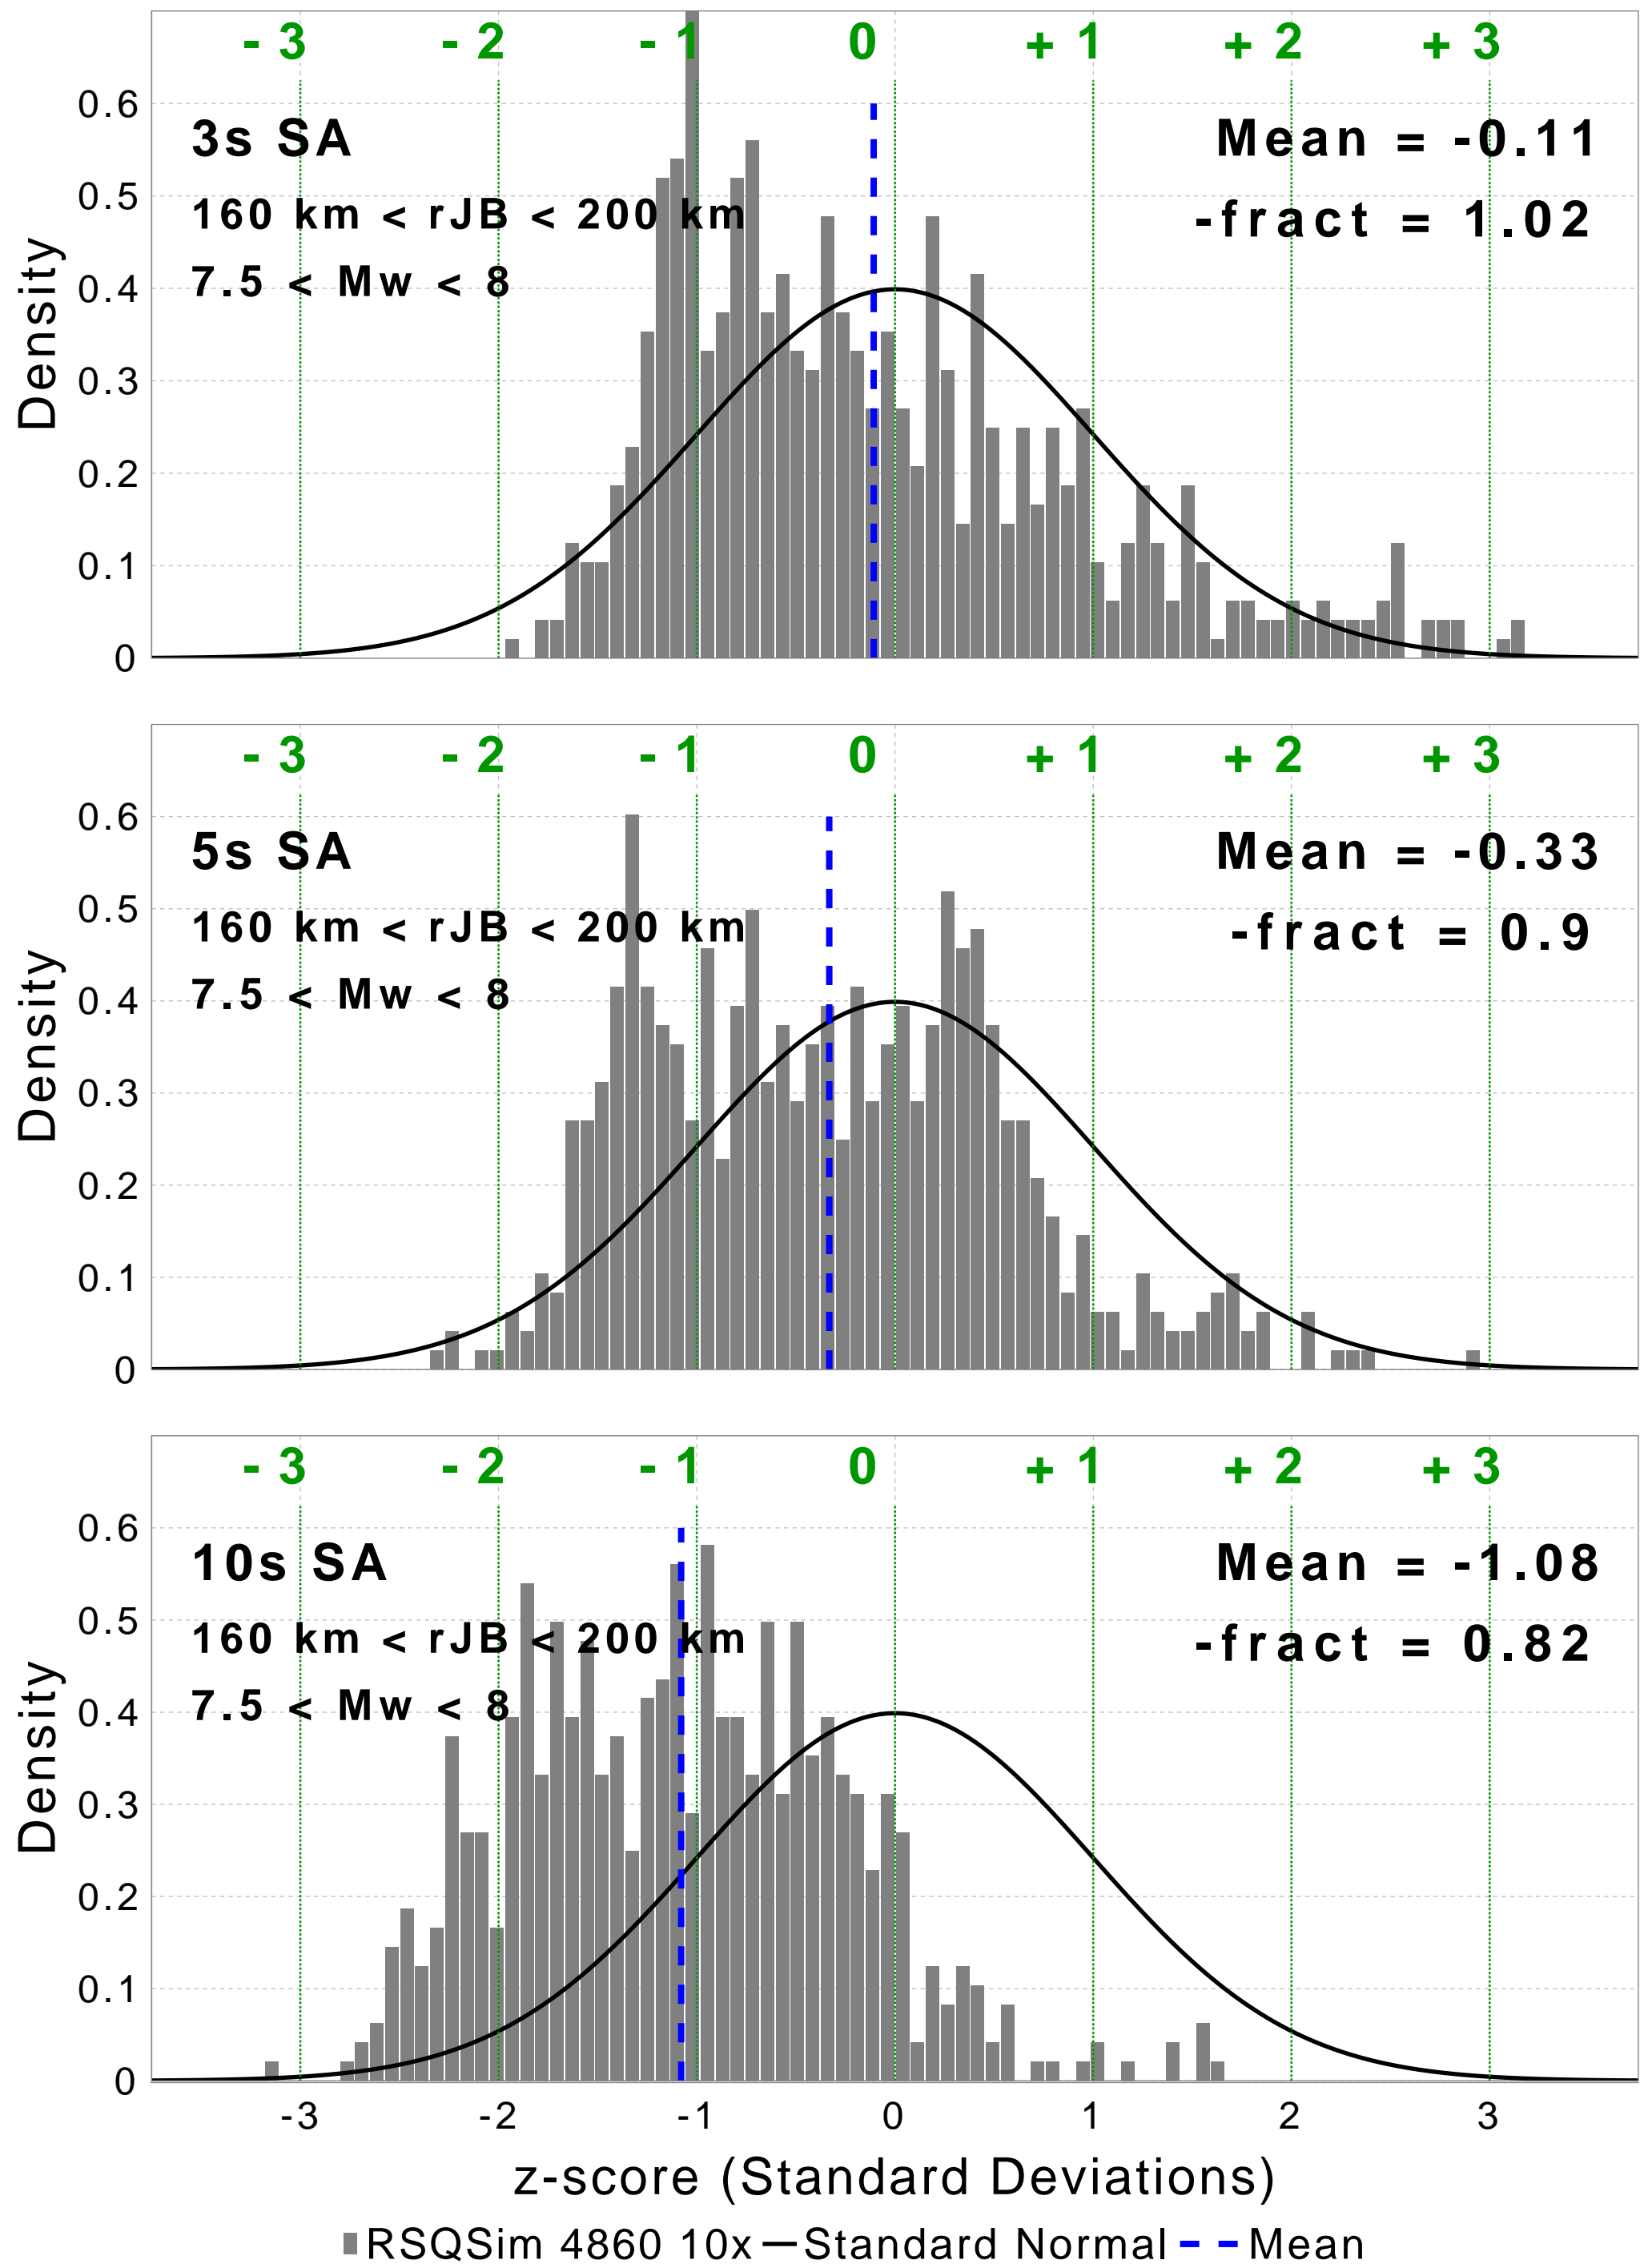 - 3 - 2 - 1 0 + 1 + 2 + 3
0.6
0.5
0.4
0.3
0.2
0.1
0
Density
3s SA
160 km < rJB < 200 km
7.5 < Mw < 8
Mean = -0.11
-fract = 1.02
- 3 - 2 - 1 0 + 1 + 2 + 3
0.6
0.5
0.4
0.3
0.2
0.1
0
Density
5s SA
160 km < rJB < 200 km
7.5 < Mw < 8
Mean = -0.33
-fract = 0.9
- 3 - 2 - 1 0 + 1 + 2 + 3
0.6
0.5
0.4
0.3
0.2
0.1
0
Density
10s SA
160 km < rJB < 200 km
7.5 < Mw < 8
Mean = -1.08
-fract = 0.82
-3 -2 -1 0 1 2 3
z-score (Standard Deviations)
RSQSim 4860 10x Standard Normal Mean